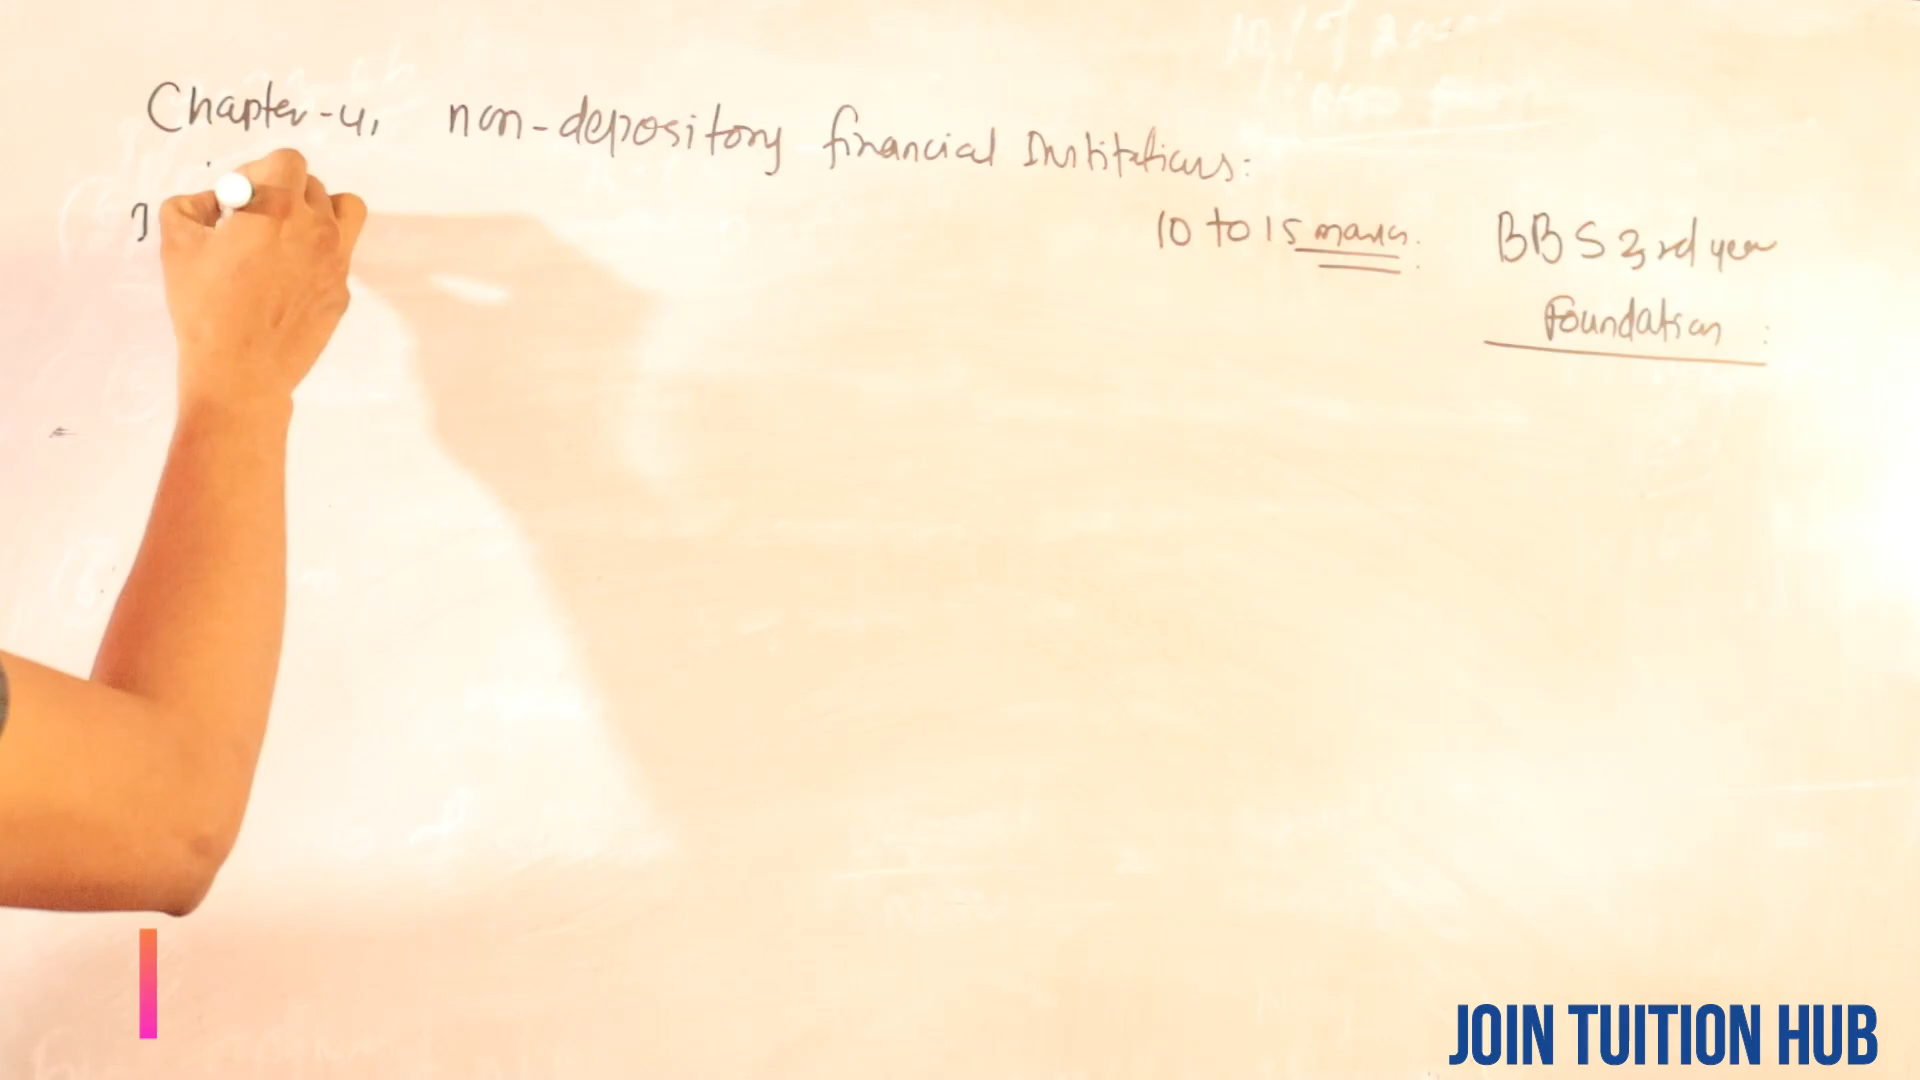 Chapter-4, non-depository financial Institutions:
10 to 15 marks. BBS 3rd year
Foundation:
JOIN TUITION HUB